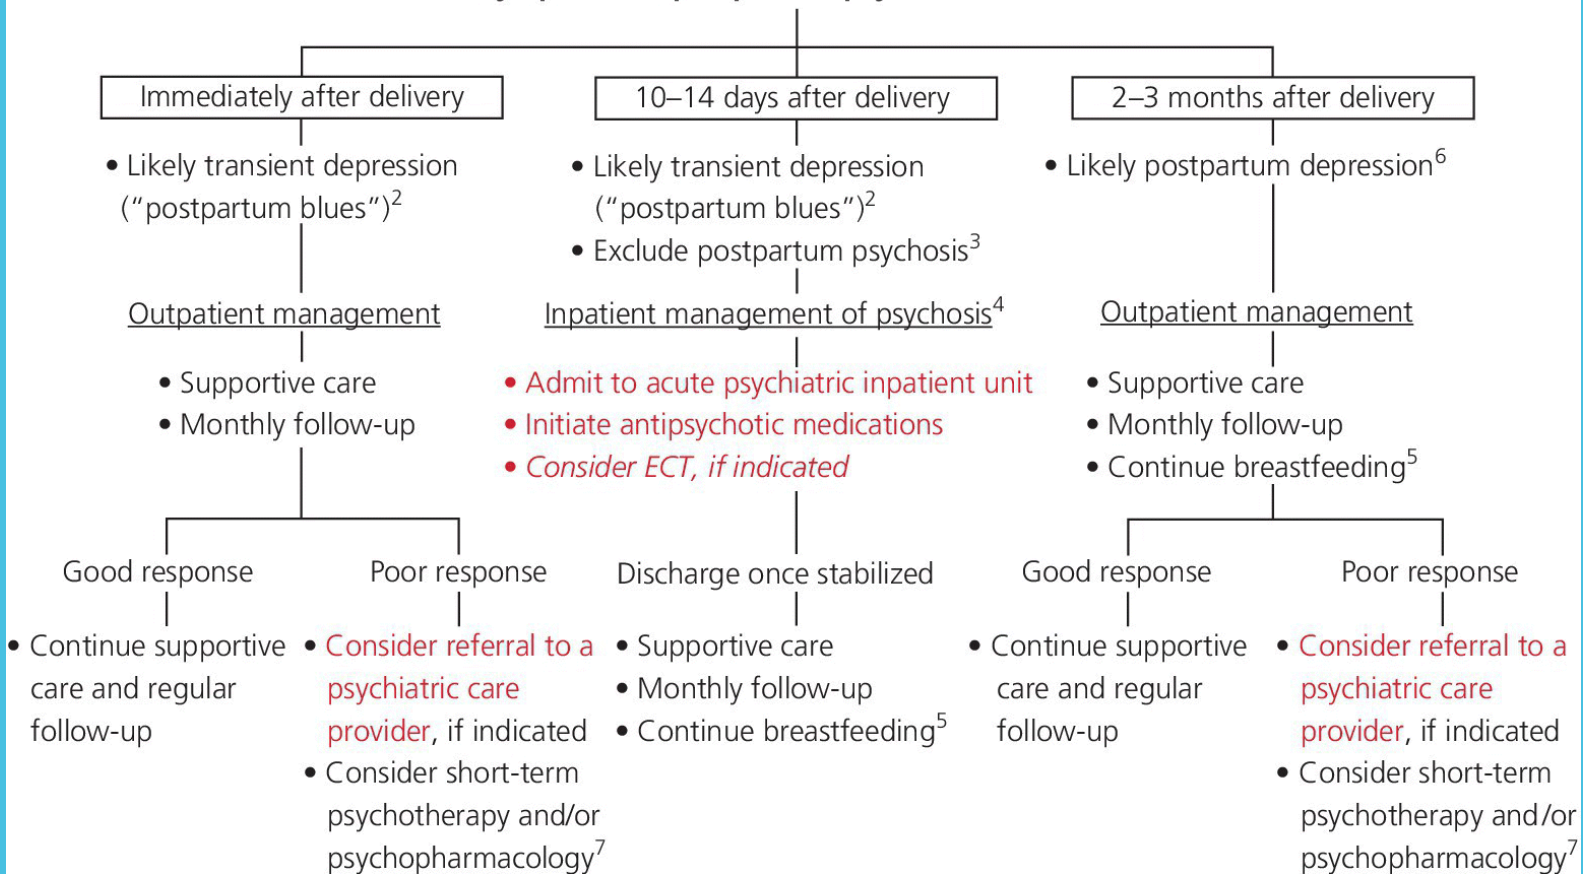 Immediately after delivery
10–14 days after delivery
2–3 months after delivery
• Likely transient depression
(“postpartum blues”)2
• Likely transient depression
(“postpartum blues”)2
• Exclude postpartum psychosis3
• Likely postpartum depression6
Outpatient management
Inpatient management of psychosis4
Outpatient management
• Supportive care
• Monthly follow-up
• Admit to acute psychiatric inpatient unit
• Initiate antipsychotic medications
• Consider ECT, if indicated
• Supportive care
• Monthly follow-up
• Continue breastfeeding5
Good response
Poor response
Discharge once stabilized
Good response
Poor response
• Continue supportive
care and regular
follow-up
• Consider referral to a
psychiatric care
provider, if indicated
• Consider short-term
psychotherapy and/or
psychopharmacology7
• Supportive care
• Monthly follow-up
• Continue breastfeeding5
• Continue supportive
care and regular
follow-up
• Consider referral to a
psychiatric care
provider, if indicated
• Consider short-term
psychotherapy and/or
psychopharmacology7